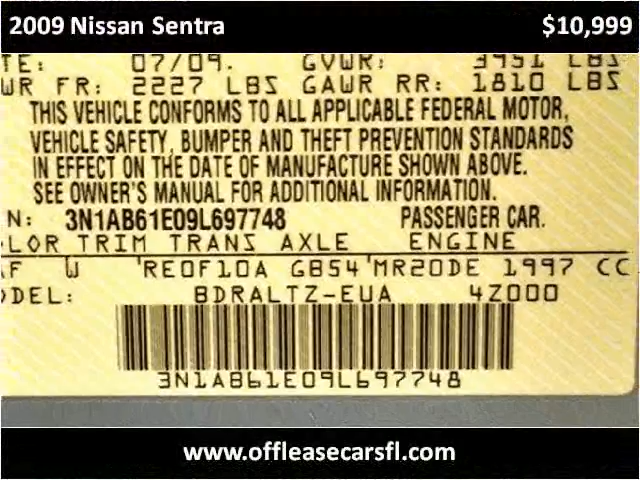 2009 Nissan Sentra $10,999
TE: 07/09. GVWR: 3951 LBS
WR FR: 2227 LBS GAWR RR: 1810 LBS
THIS VEHICLE CONFORMS TO ALL APPLICABLE FEDERAL MOTOR,
VEHICLE SAFETY, BUMPER AND THEFT PREVENTION STANDARDS
IN EFFECT ON THE DATE OF MANUFACTURE SHOWN ABOVE.
SEE OWNER'S MANUAL FOR ADDITIONAL INFORMATION.
N: 3N1AB61E09L697748 PASSENGER CAR.
LOR TRIM TRANS AXLE ENGINE
AF W 'RE0F10A GB54'MR20DE 1997 CC
ODEL: BDRALTZ-EUA 4Z000
3N1AB61E09L697748
www.offleasecarsfl.com